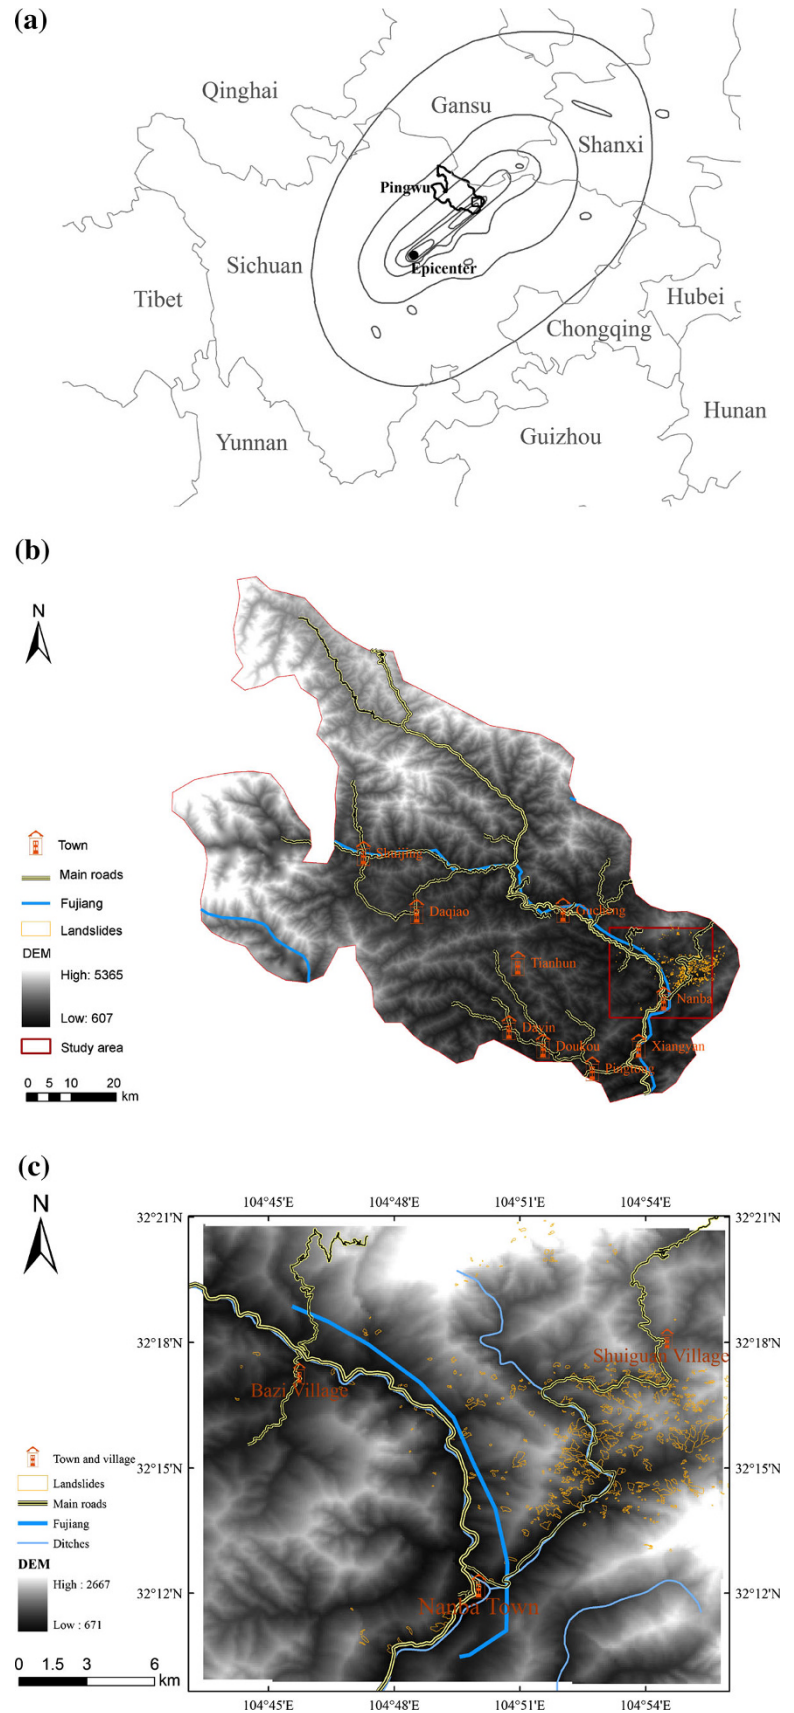 (a)
Qinghai
Gansu
Shanxi
Pingwu
Sichuan
Epicenter
Tibet
Hubei
Chongqing
Hunan
Yunnan
Guizhou
(b)
N
Town
Main roads
Fujiang
Landslides
DEM
High: 5365
Low: 607
Study area
0 5 10 20
km
Shuijing
Daqiao
Tianhun
Nanba
Dayin
Doukou
Xiangyan
Pingtong
(c)
N
104°45'E 104°48'E 104°51'E 104°54'E
32°21'N 32°21'N
32°18'N 32°18'N
Shuiguan Village
Bazi Village
32°15'N 32°15'N
32°12'N 32°12'N
Nanba Town
Town and village
Landslides
Main roads
Fujiang
Ditches
DEM
High : 2667
Low : 671
0 1.5 3 6
km
104°45'E 104°48'E 104°51'E 104°54'E